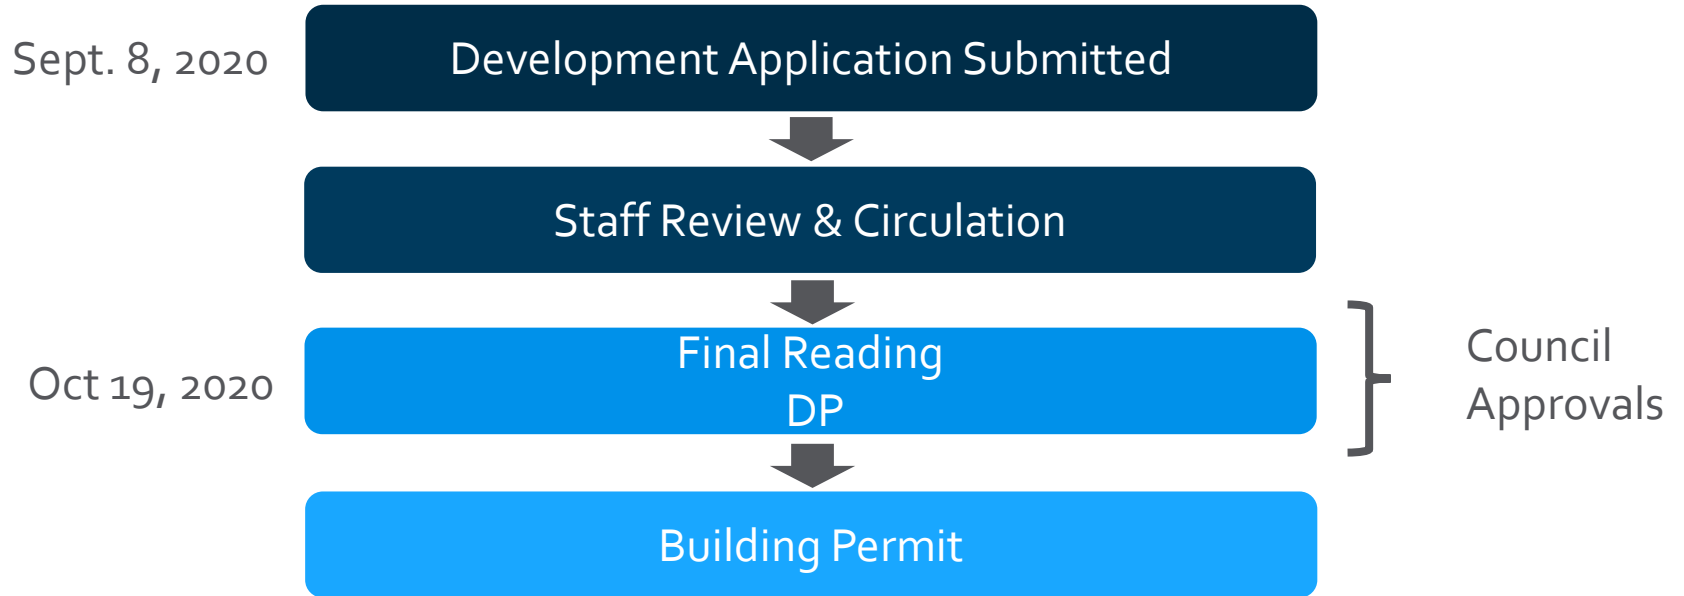 Sept. 8, 2020
Development Application Submitted
Staff Review & Circulation
Oct 19, 2020
Final Reading
DP
Council
Approvals
Building Permit